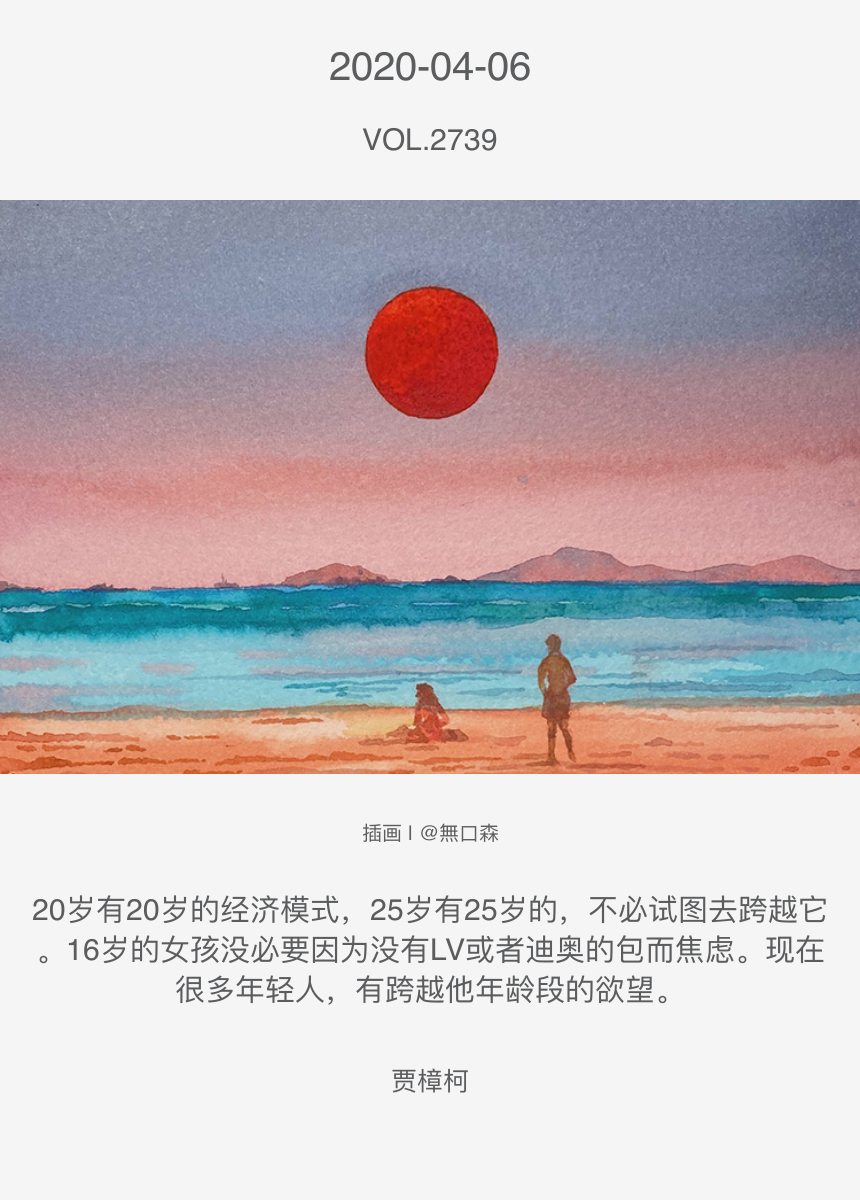 2020-04-06
VOL.2739
插画 | @無口森
20岁有20岁的经济模式，25岁有25岁的，不必试图去跨越它
。16岁的女孩没必要因为没有LV或者迪奥的包而焦虑。现在
很多年轻人，有跨越他年龄段的欲望。
贾樟柯